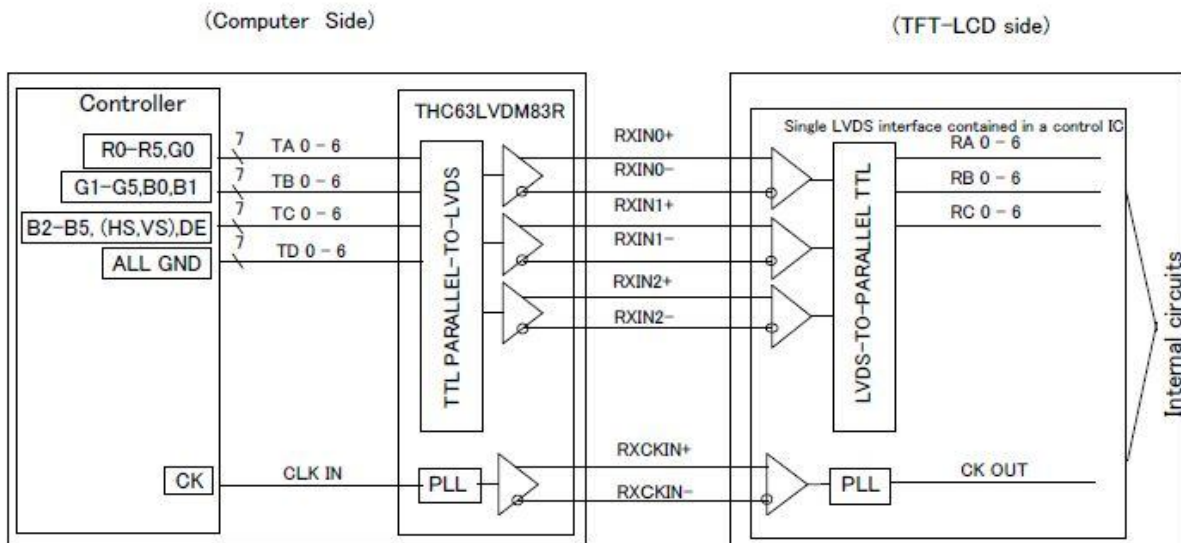 (Computer Side)
(TFT-LCD side)
Controller
R0-R5,G0
G1-G5,B0,B1
B2-B5, (HS,VS),DE
ALL GND
CK
7
TA 0-6
7
TB 0-6
7
TC 0-6
7
TD 0-6
CLK IN
THC63LVDM83R
TTL PARALLEL-TO-LVDS
PLL
RXIN0+
RXIN0-
RXIN1+
RXIN1-
RXIN2+
RXIN2-
RXCKIN+
RXCKIN-
Single LVDS interface contained in a control IC
LVDS-TO-PARALLEL TTL
PLL
RA 0-6
RB 0-6
RC 0-6
CK OUT
Internal circuits